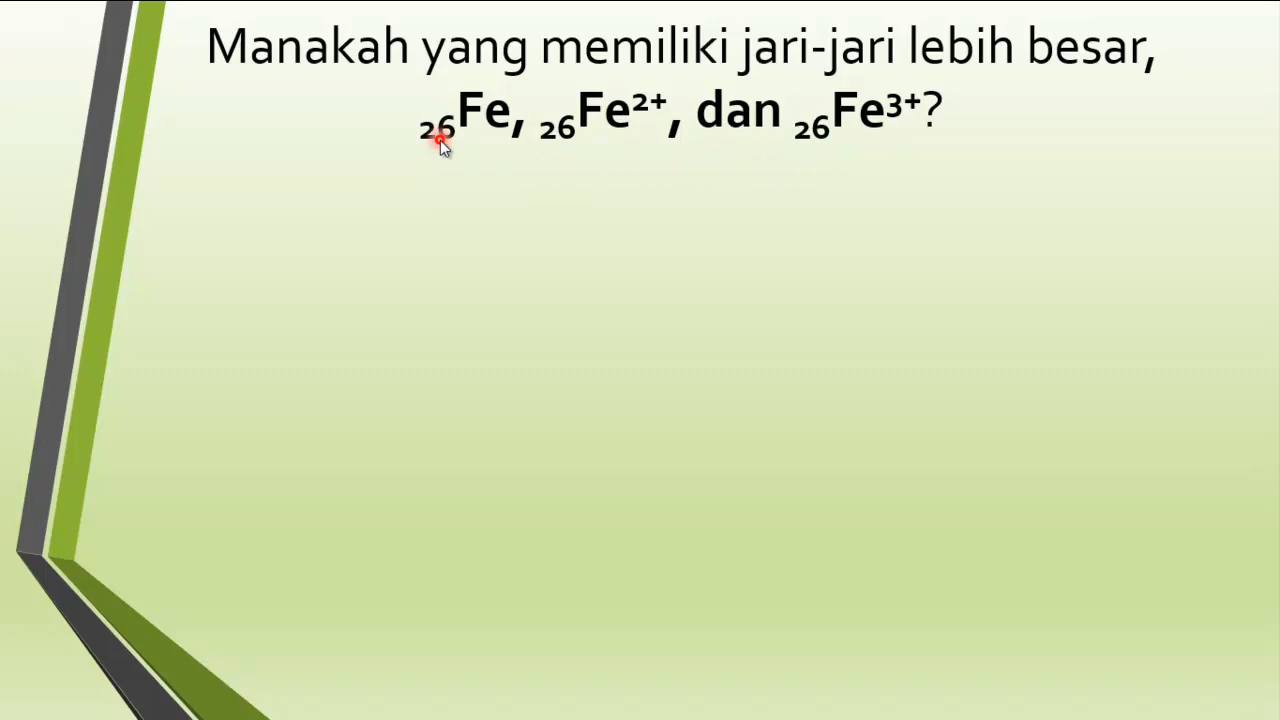 Manakah yang memiliki jari-jari lebih besar,
₂₆Fe, ₂₆Fe²⁺, dan ₂₆Fe³⁺?